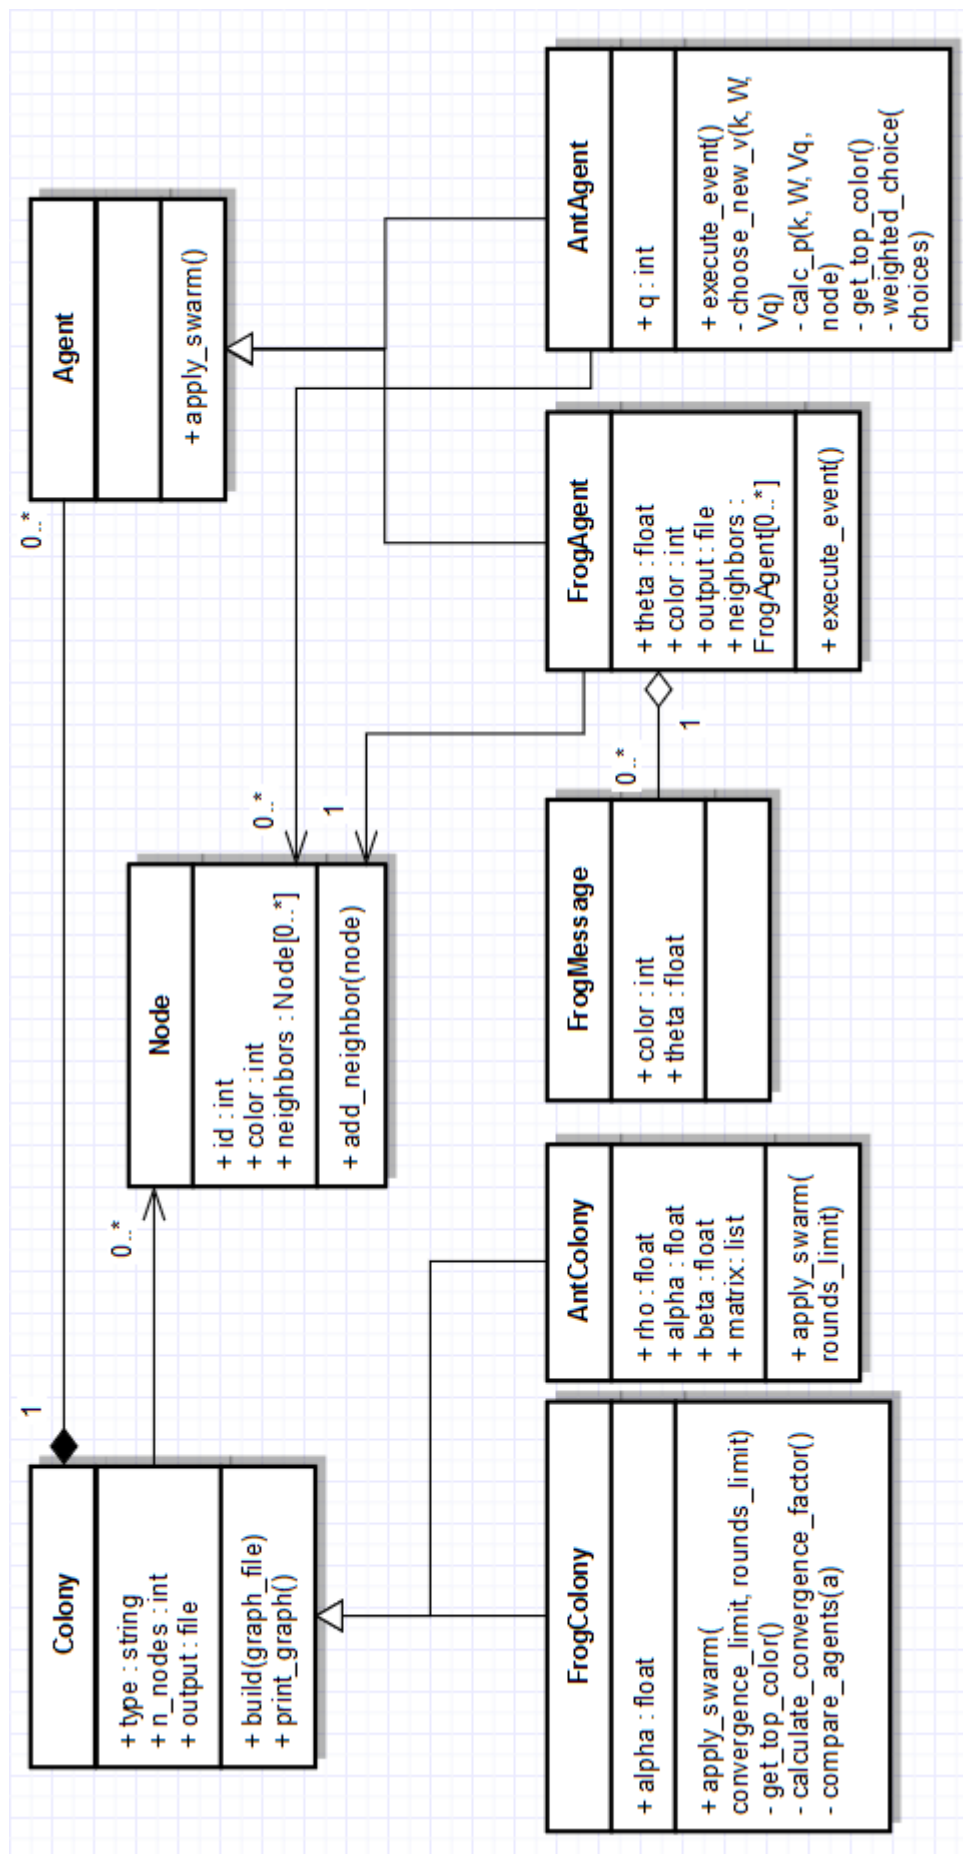 Colony
+ type : string
+ n_nodes : int
+ output : file
+ build(graph_file)
+ print_graph()
1
0..*
Agent
+ apply_swarm()
0..*
Node
+ id : int
+ color : int
+ neighbors : Node[0..*]
+ add_neighbor(node)
0..*
1
FrogColony
+ alpha : float
+ apply_swarm(
convergence_limit, rounds_limit)
- get_top_color()
- calculate_convergence_factor()
- compare_agents(a)
AntColony
+ rho : float
+ alpha : float
+ beta : float
+ matrix: list
+ apply_swarm(
rounds_limit)
FrogMessage
+ color : int
+ theta : float
0..*
1
FrogAgent
+ theta : float
+ color : int
+ output : file
+ neighbors :
FrogAgent[0..*]
+ execute_event()
AntAgent
+ q : int
+ execute_event()
- choose_new_v(k, W,
Vq)
- calc_p(k, W, Vq,
node)
- get_top_color()
- weighted_choice(
choices)